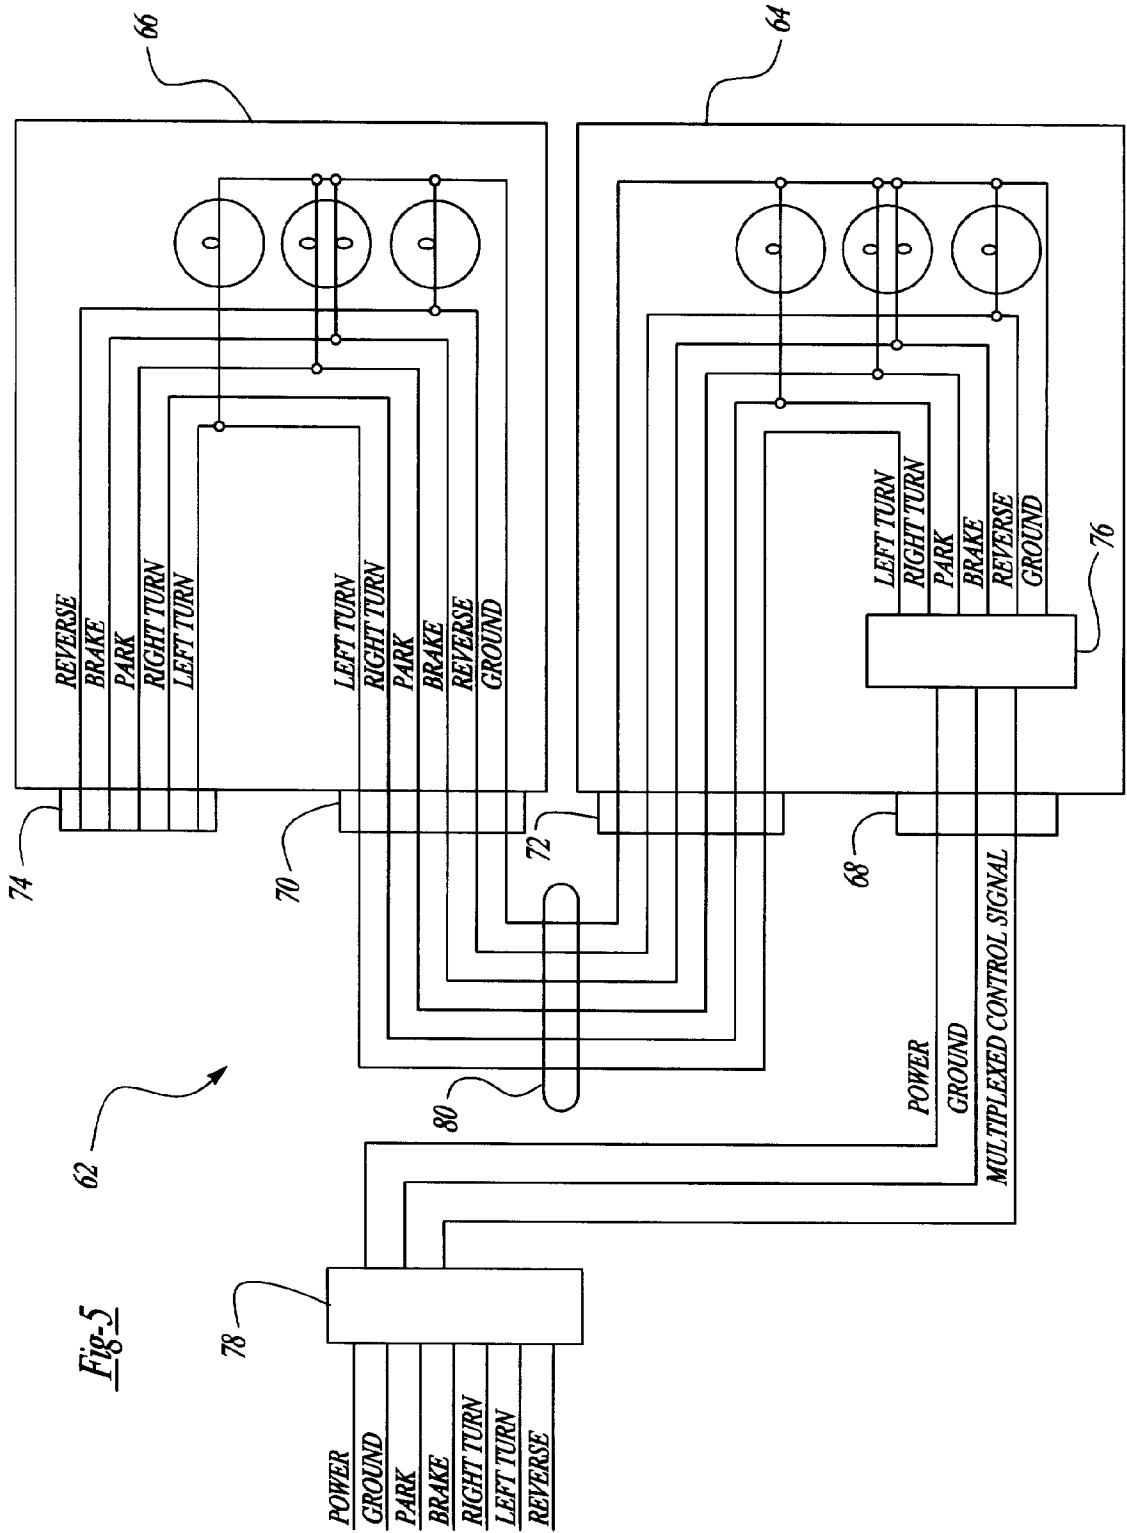 Fig-5
62
66
64
74
70
72
68
76
78
80
REVERSE
BRAKE
PARK
RIGHT TURN
LEFT TURN
LEFT TURN
RIGHT TURN
PARK
BRAKE
REVERSE
GROUND
LEFT TURN
RIGHT TURN
PARK
BRAKE
REVERSE
GROUND
POWER
GROUND
MULTIPLEXED CONTROL SIGNAL
POWER
GROUND
PARK
BRAKE
RIGHT TURN
LEFT TURN
REVERSE